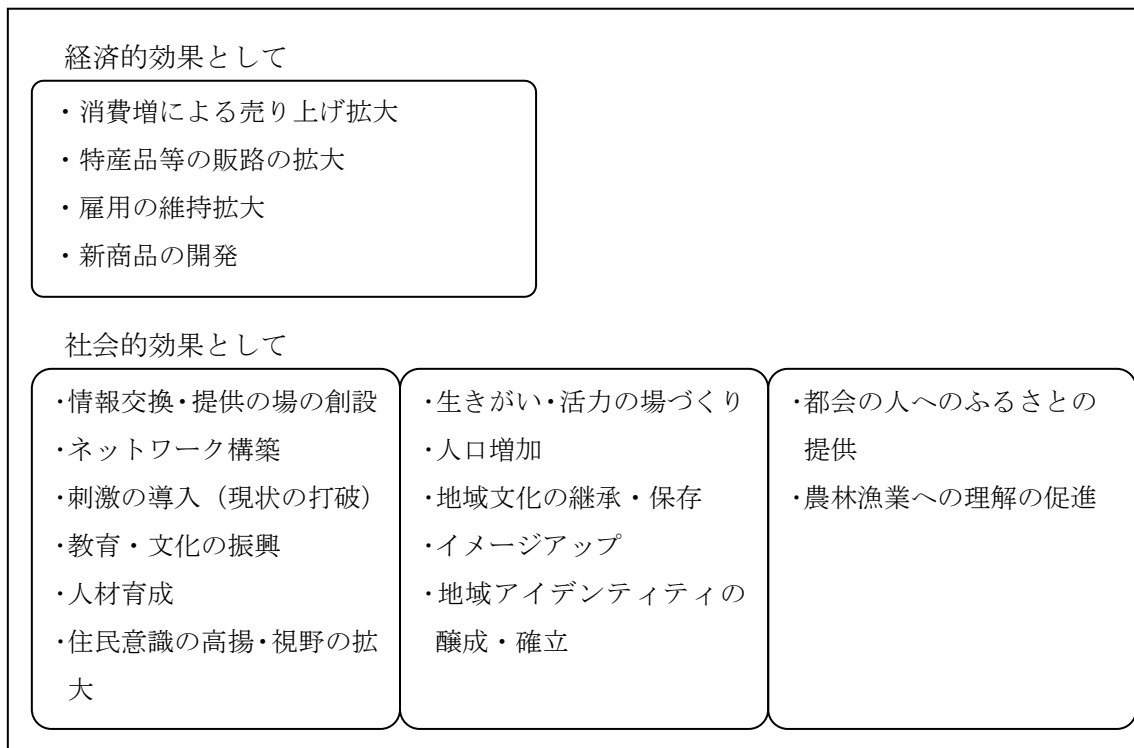 経済的効果として
・消費増による売り上げ拡大
・特産品等の販路の拡大
・雇用の維持拡大
・新商品の開発
社会的効果として
・情報交換・提供の場の創設
・ネットワーク構築
・刺激の導入（現状の打破）
・教育・文化の振興
・人材育成
・住民意識の高揚・視野の拡
大
・生きがい・活力の場づくり
・人口増加
・地域文化の継承・保存
・イメージアップ
・地域アイデンティティの
醸成・確立
・都会の人へのふるさとの
提供
・農林漁業への理解の促進